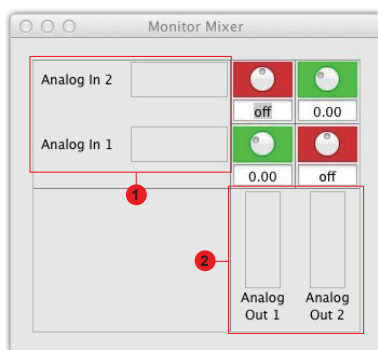 Monitor Mixer
Analog In 2
off 0.00
Analog In 1
0.00 off
1
2
Analog Analog
Out 1 Out 2